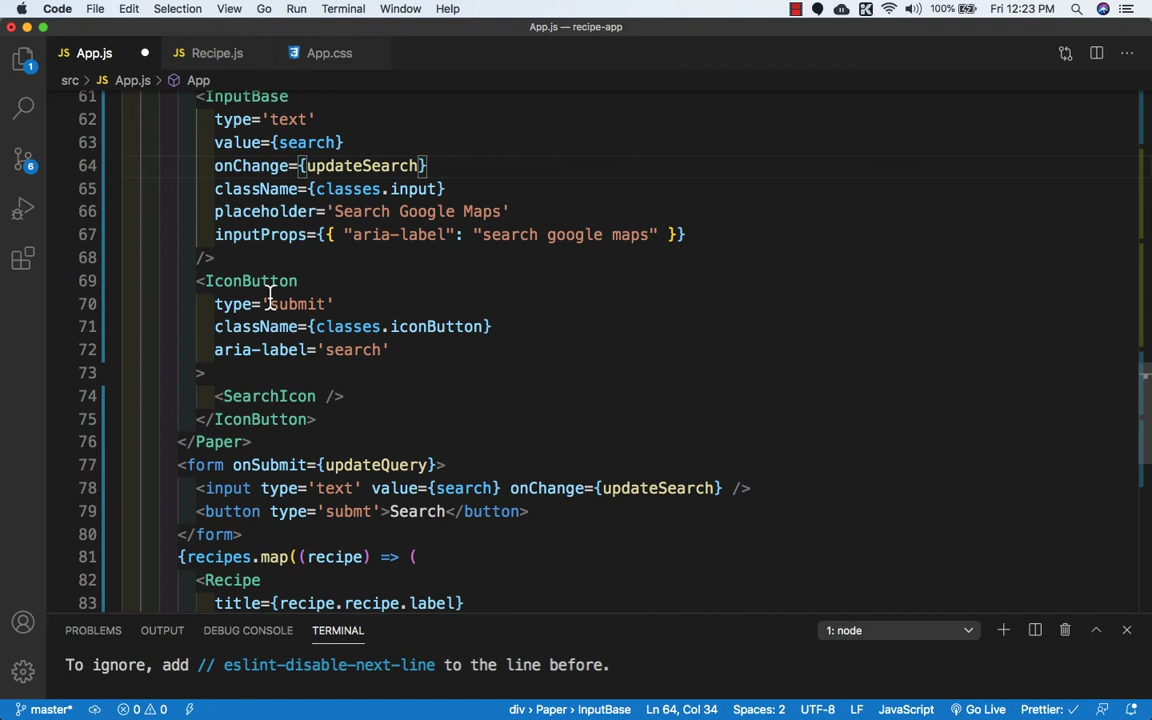 Code File Edit Selection View Go Run Terminal Window Help 100% Fri 12:23 PM
App.js — recipe-app
JS App.js JS Recipe.js App.css
src > JS App.js > App
61 <InputBase
62 type='text'
63 value={search}
64 onChange={updateSearch}
65 className={classes.input}
66 placeholder='Search Google Maps'
67 inputProps={{ "aria-label": "search google maps" }}
68 />
69 <IconButton
70 type='submit'
71 className={classes.iconButton}
72 aria-label='search'
73 >
74 <SearchIcon />
75 </IconButton>
76 </Paper>
77 <form onSubmit={updateQuery}>
78 <input type='text' value={search} onChange={updateSearch} />
79 <button type='submt'>Search</button>
80 </form>
81 {recipes.map((recipe) => (
82 <Recipe
83 title={recipe.recipe.label}
1
6
PROBLEMS OUTPUT DEBUG CONSOLE TERMINAL 1: node
To ignore, add // eslint-disable-next-line to the line before.
master* 0 0 div > Paper > InputBase Ln 64, Col 34 Spaces: 2 UTF-8 LF JavaScript Go Live Prettier: ✓